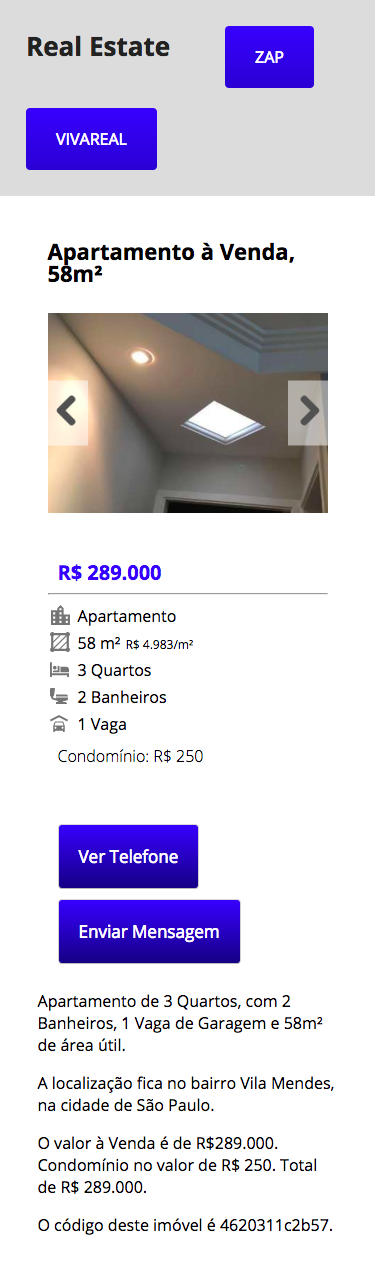 Real Estate
ZAP
VIVAREAL
Apartamento à Venda,
58m²
R$ 289.000
Apartamento
58 m² R$ 4.983/m²
3 Quartos
2 Banheiros
1 Vaga
Condomínio: R$ 250
Ver Telefone
Enviar Mensagem
Apartamento de 3 Quartos, com 2
Banheiros, 1 Vaga de Garagem e 58m²
de área útil.
A localização fica no bairro Vila Mendes,
na cidade de São Paulo.
O valor à Venda é de R$289.000.
Condomínio no valor de R$ 250. Total
de R$ 289.000.
O código deste imóvel é 4620311c2b57.